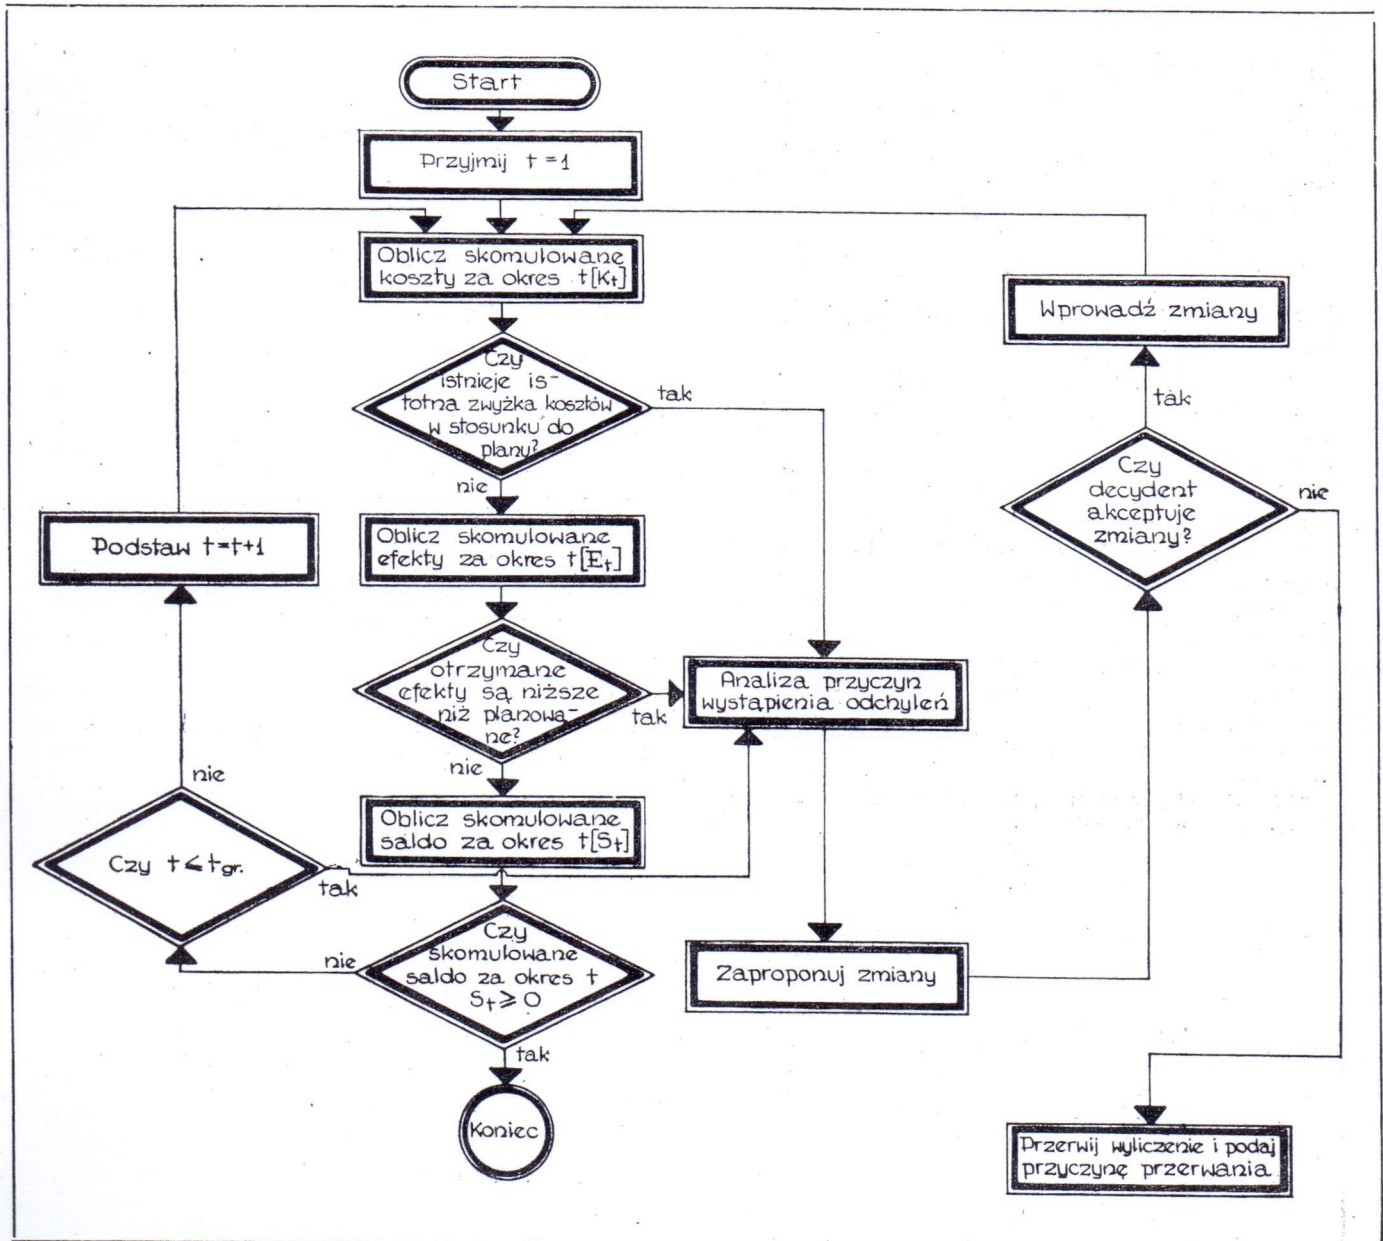 Start
Przyjmij t = 1
Oblicz skomulowane
koszty za okres t[Kt]
Wprowadź zmiany
Czy
istnieje is-
totna zwyżka kosztów
w stosunku do
planu?
tak
nie
tak
Czy
decydent
akceptuje
zmiany?
nie
Podstaw t=t+1
Oblicz skomulowane
efekty za okres t[Et]
Czy
otrzymane
efekty są niższe
niż planowa-
ne?
tak
nie
Analiza przyczyn
wystąpienia odchyleń
nie
Czy t ⩽ tgr.
tak
Oblicz skomulowane
saldo za okres t[St]
Czy
skomulowane
saldo za okres t
St ⩾ 0
nie
tak
Zaproponuj zmiany
Koniec
Przerwij wyliczenie i podaj
przyczynę przerwania